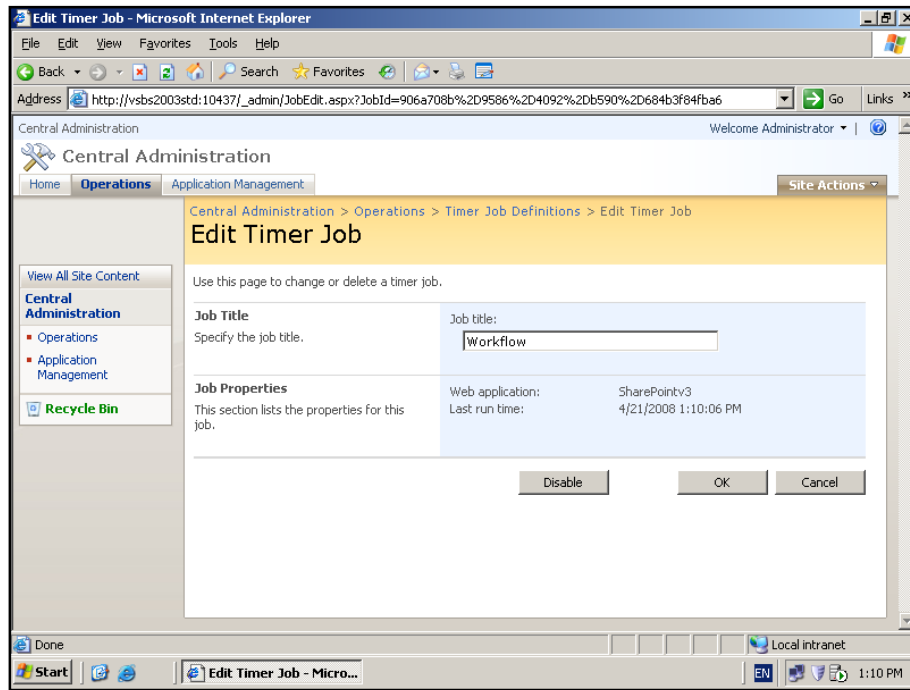 Edit Timer Job - Microsoft Internet Explorer
File Edit View Favorites Tools Help
Back Search Favorites
Address http://vsbs2003std:10437/_admin/JobEdit.aspx?JobId=906a708b%2D9586%2D4092%2Db590%2D684b3f84fba6 Go Links »
Central Administration Welcome Administrator
Central Administration
Home Operations Application Management Site Actions
Central Administration > Operations > Timer Job Definitions > Edit Timer Job
Edit Timer Job
View All Site Content
Central
Administration
Operations
Application
Management
Recycle Bin
Use this page to change or delete a timer job.
Job Title
Specify the job title.
Job title:
Workflow
Job Properties
This section lists the properties for this
job.
Web application: SharePointv3
Last run time: 4/21/2008 1:10:06 PM
Disable OK Cancel
Done Local intranet
Start Edit Timer Job - Micro... EN 1:10 PM